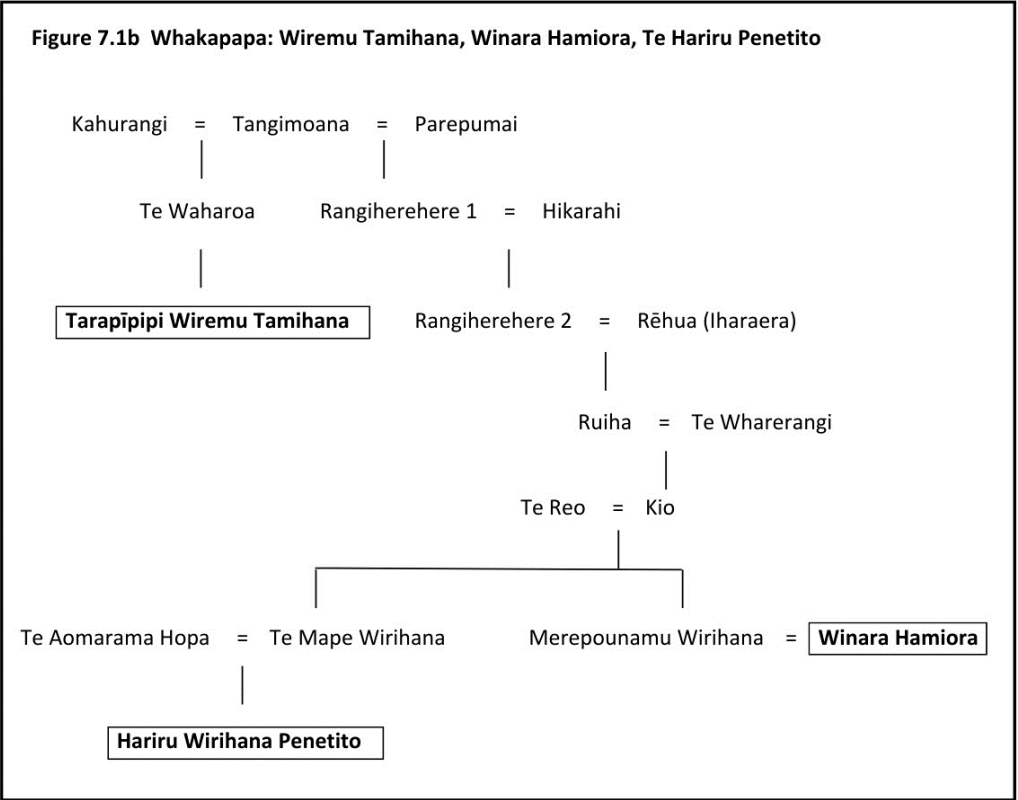 Figure 7.1b Whakapapa: Wiremu Tamihana, Winara Hamiora, Te Hariru Penetito
Kahurangi = Tangimoana = Parepumai
Te Waharoa Rangiherehere 1 = Hikarahi
Tarapīpipi Wiremu Tamihana Rangiherehere 2 = Rēhua (Iharaera)
Ruiha = Te Wharerangi
Te Reo = Kio
Te Aomarama Hopa = Te Mape Wirihana Merepounamu Wirihana = Winara Hamiora
Hariru Wirihana Penetito